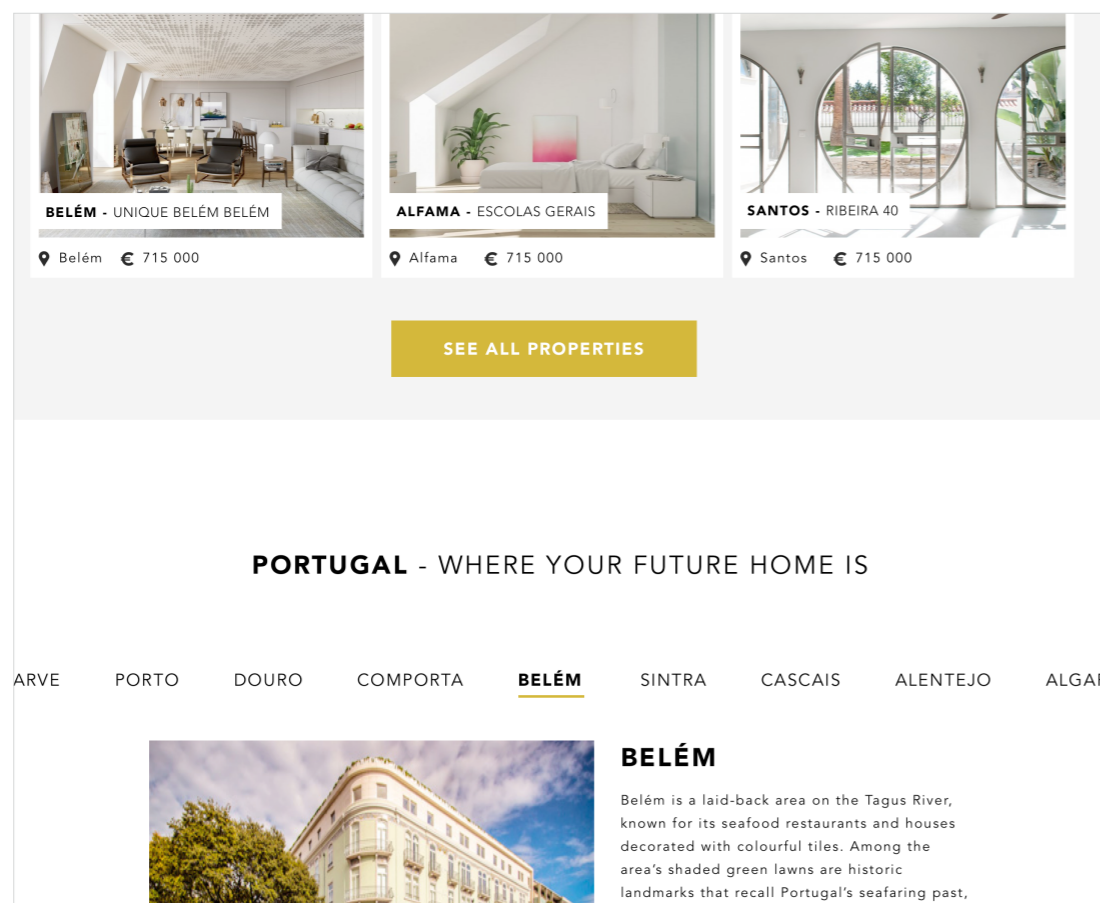 BELÉM - UNIQUE BELÉM BELÉM
ALFAMA - ESCOLAS GERAIS
SANTOS - RIBEIRA 40
Belém € 715 000
Alfama € 715 000
Santos € 715 000
SEE ALL PROPERTIES
PORTUGAL - WHERE YOUR FUTURE HOME IS
ARVE PORTO DOURO COMPORTA BELÉM SINTRA CASCAIS ALENTEJO ALGAR
BELÉM
Belém is a laid-back area on the Tagus River,
known for its seafood restaurants and houses
decorated with colourful tiles. Among the
area’s shaded green lawns are historic
landmarks that recall Portugal’s seafaring past,